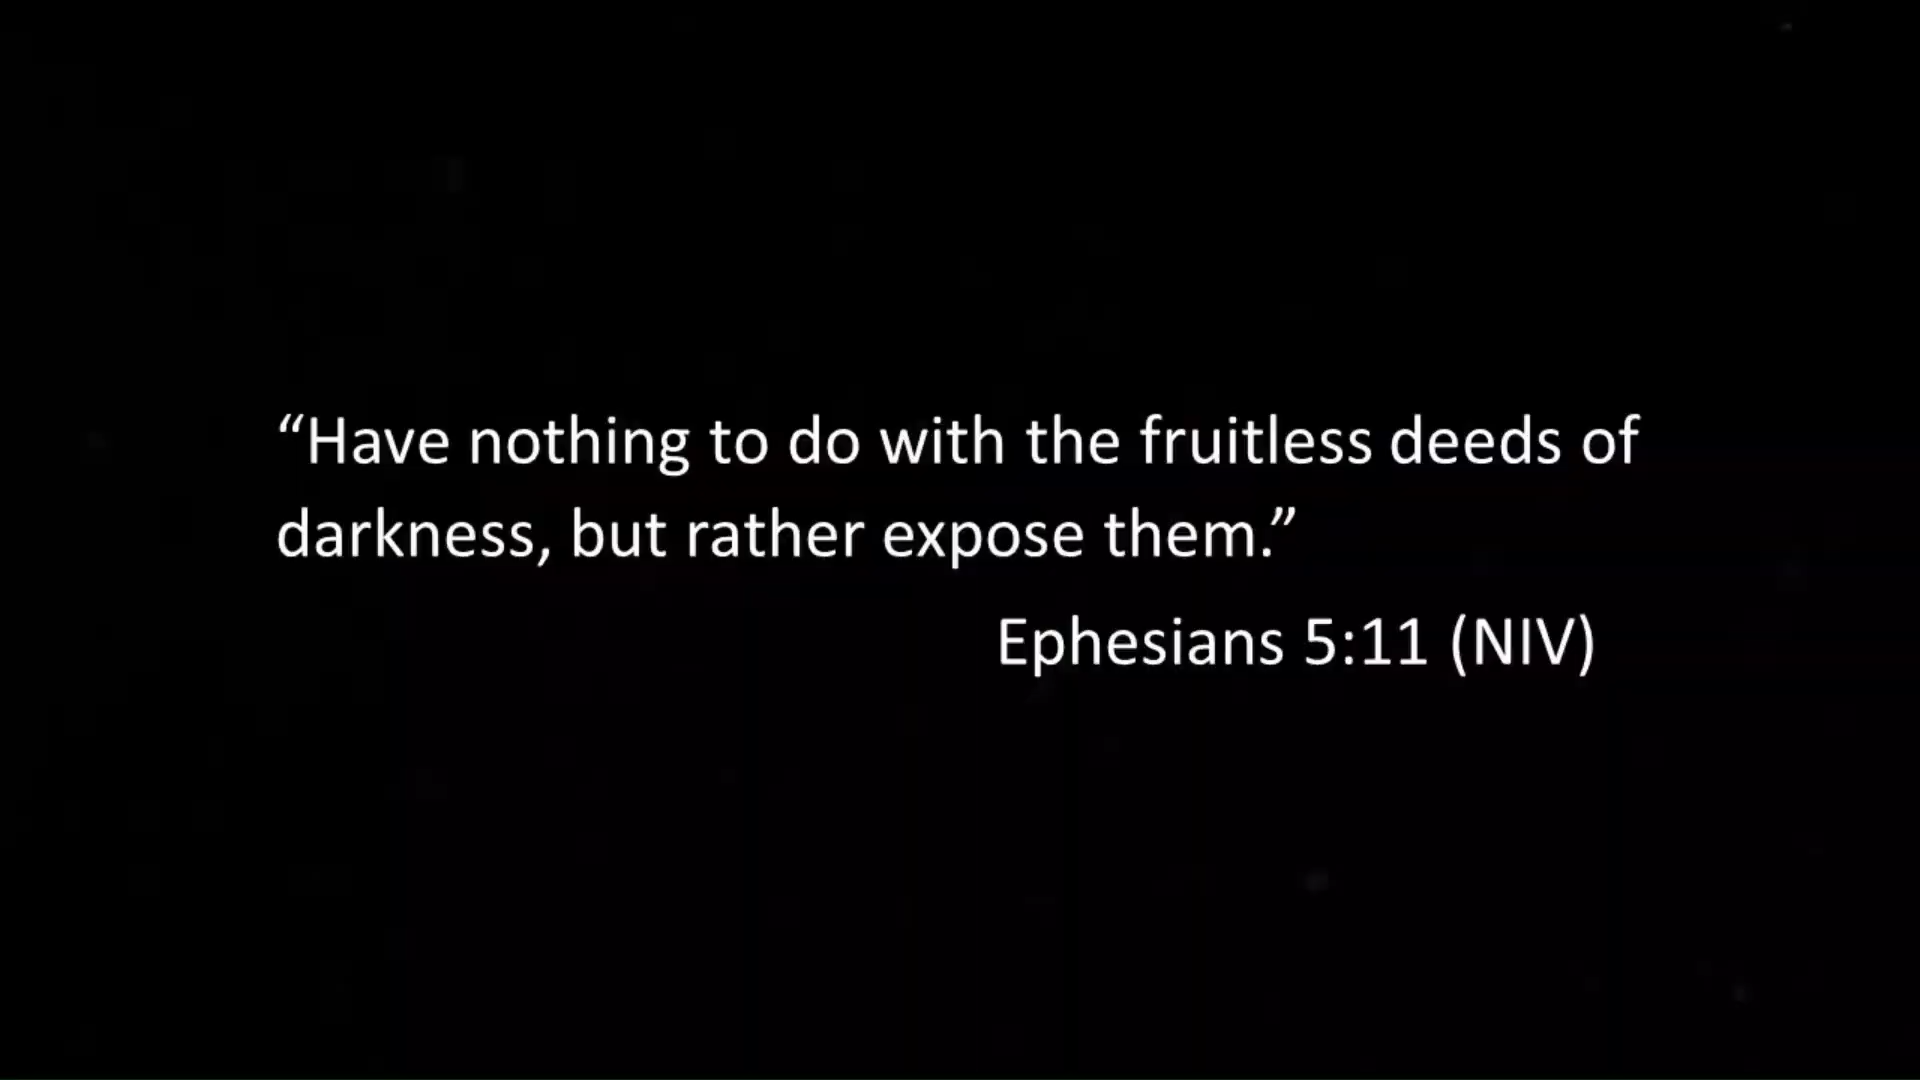 “Have nothing to do with the fruitless deeds of
darkness, but rather expose them.”
Ephesians 5:11 (NIV)